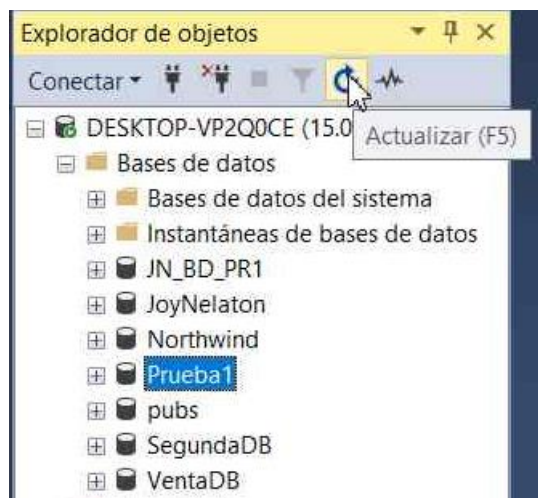 Explorador de objetos
Conectar
DESKTOP-VP2Q0CE (15.0
Actualizar (F5)
Bases de datos
Bases de datos del sistema
Instantáneas de bases de datos
JN_BD_PR1
JoyNelaton
Northwind
Prueba1
pubs
SegundaDB
VentaDB